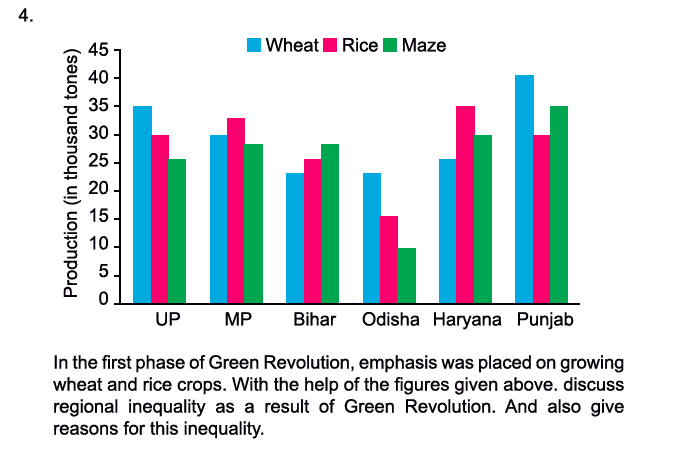 4.
Wheat Rice Maze
Production (in thousand tones)
45
40
35
30
25
20
15
10
5
0
UP MP Bihar Odisha Haryana Punjab
In the first phase of Green Revolution, emphasis was placed on growing
wheat and rice crops. With the help of the figures given above. discuss
regional inequality as a result of Green Revolution. And also give
reasons for this inequality.